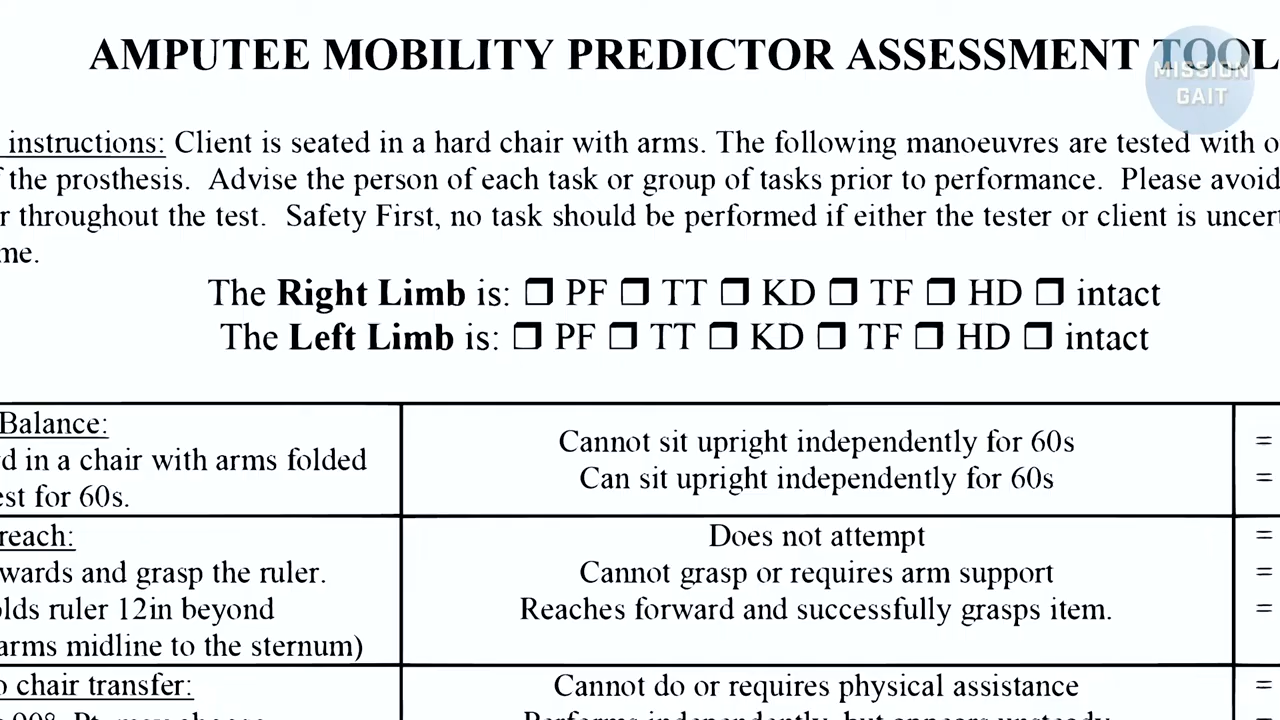 AMPUTEE MOBILITY PREDICTOR ASSESSMENT TOOL
MISSION
GAIT
instructions: Client is seated in a hard chair with arms. The following manoeuvres are tested with
the prosthesis. Advise the person of each task or group of tasks prior to performance. Please avoid
throughout the test. Safety First, no task should be performed if either the tester or client is
The Right Limb is: ❒ PF ❒ TT ❒ KD ❒ TF ❒ HD ❒ intact
The Left Limb is: ❒ PF ❒ TT ❒ KD ❒ TF ❒ HD ❒ intact
Balance:
in a chair with arms folded
for 60s.
Cannot sit upright independently for 60s =
Can sit upright independently for 60s =
reach:
and grasp the ruler.
ruler 12in beyond
arms midline to the sternum)
Does not attempt =
Cannot grasp or requires arm support =
Reaches forward and successfully grasps item. =
chair transfer:
Cannot do or requires physical assistance =
Performs independently, but appears unsteady